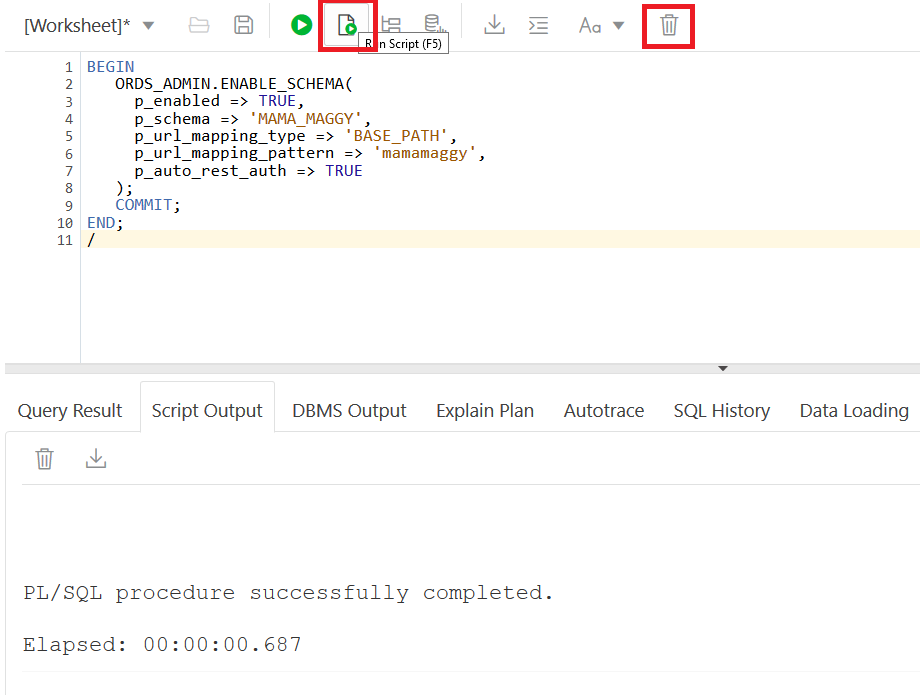 [Worksheet]*
Aa
Run Script (F5)
1 BEGIN
2 ORDS_ADMIN.ENABLE_SCHEMA(
3 p_enabled => TRUE,
4 p_schema => 'MAMA_MAGGY',
5 p_url_mapping_type => 'BASE_PATH',
6 p_url_mapping_pattern => 'mamamaggy',
7 p_auto_rest_auth => TRUE
8 );
9 COMMIT;
10 END;
11 /
Query Result Script Output DBMS Output Explain Plan Autotrace SQL History Data Loading
PL/SQL procedure successfully completed.
Elapsed: 00:00:00.687